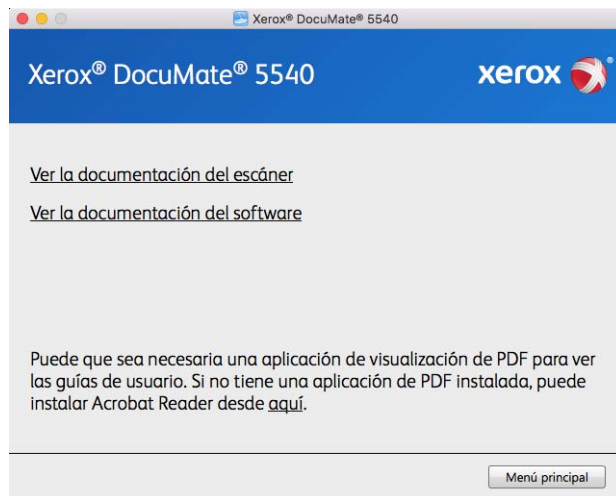 Xerox® DocuMate® 5540
Xerox® DocuMate® 5540
xerox®
Ver la documentación del escáner
Ver la documentación del software
Puede que sea necesaria una aplicación de visualización de PDF para ver
las guías de usuario. Si no tiene una aplicación de PDF instalada, puede
instalar Acrobat Reader desde aquí.
Menú principal